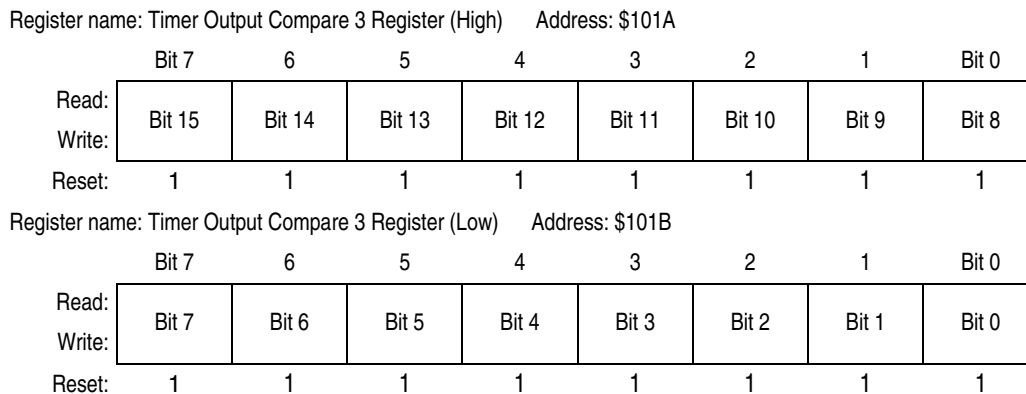 Register name: Timer Output Compare 3 Register (High) Address: $101A
Bit 7 6 5 4 3 2 1 Bit 0
Read:
Bit 15 Bit 14 Bit 13 Bit 12 Bit 11 Bit 10 Bit 9 Bit 8
Write:
Reset: 1 1 1 1 1 1 1 1
Register name: Timer Output Compare 3 Register (Low) Address: $101B
Bit 7 6 5 4 3 2 1 Bit 0
Read:
Bit 7 Bit 6 Bit 5 Bit 4 Bit 3 Bit 2 Bit 1 Bit 0
Write:
Reset: 1 1 1 1 1 1 1 1